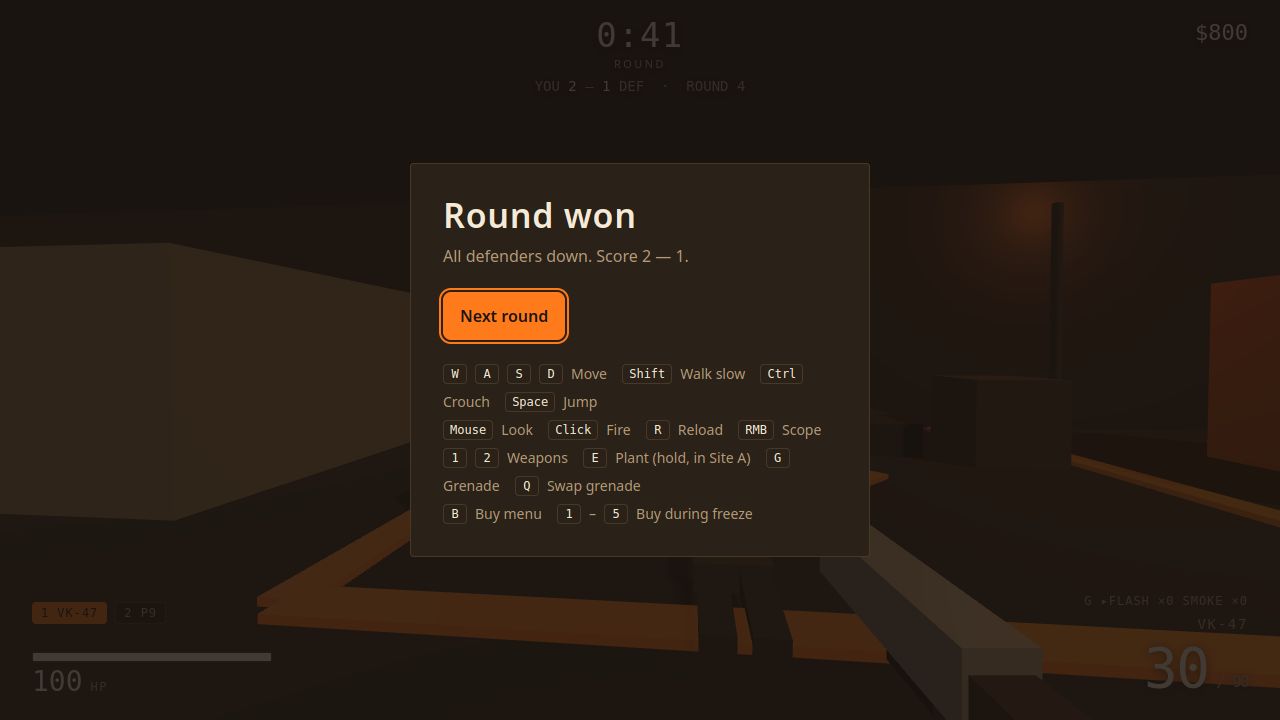 0:41
ROUND
YOU 2 — 1 DEF · ROUND 4
$800
Round won
All defenders down. Score 2 — 1.
Next round
W A S D Move Shift Walk slow Ctrl
Crouch Space Jump
Mouse Look Click Fire R Reload RMB Scope
1 2 Weapons E Plant (hold, in Site A) G
Grenade Q Swap grenade
B Buy menu 1 – 5 Buy during freeze
1 VK-47 2 P9
100 HP
G ▸FLASH ×0 SMOKE ×0
VK-47
30 / 90